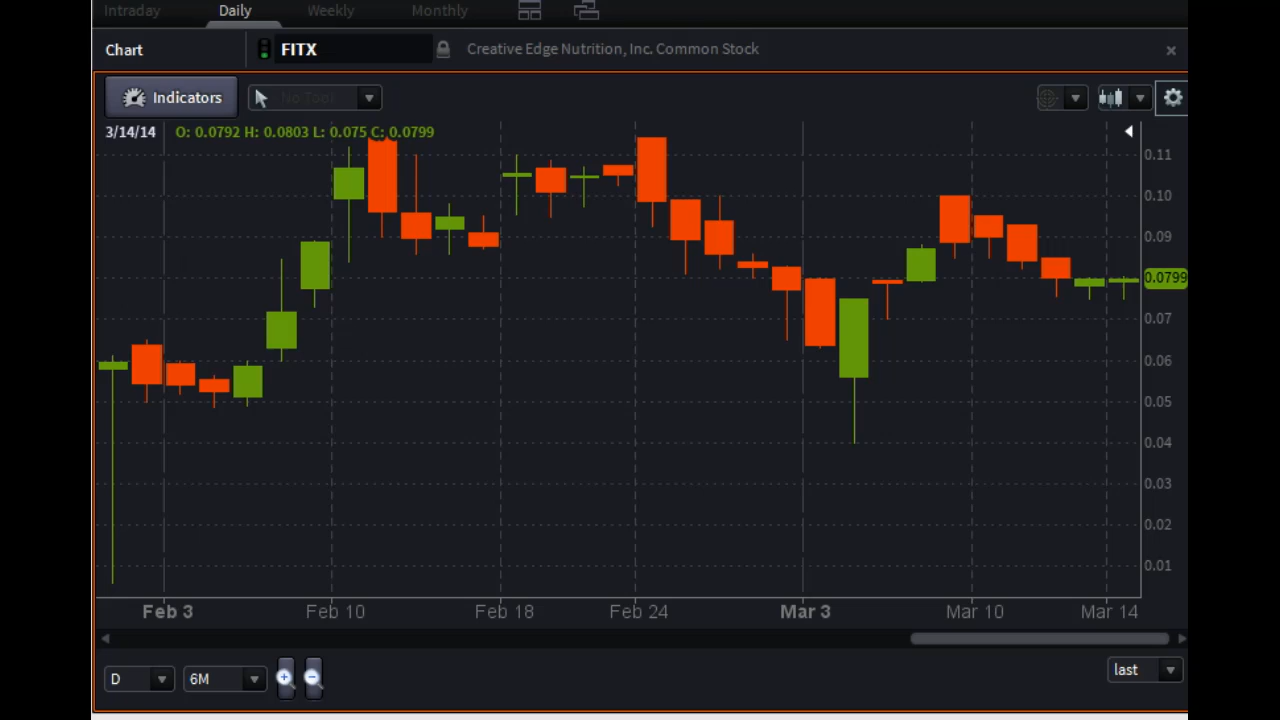 Intraday Daily Weekly Monthly
Chart FITX Creative Edge Nutrition, Inc. Common Stock
Indicators No Tool
3/14/14 O: 0.0792 H: 0.0803 L: 0.075 C: 0.0799
0.11
0.10
0.09
0.0799
0.07
0.06
0.05
0.04
0.03
0.02
0.01
Feb 3 Feb 10 Feb 18 Feb 24 Mar 3 Mar 10 Mar 14
D 6M last